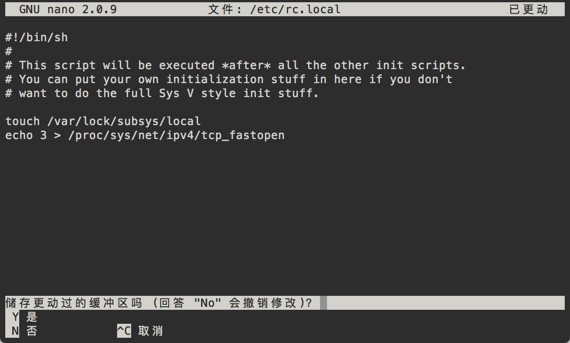 GNU nano 2.0.9 文件: /etc/rc.local 已更动
#!/bin/sh
#
# This script will be executed *after* all the other init scripts.
# You can put your own initialization stuff in here if you don't
# want to do the full Sys V style init stuff.
touch /var/lock/subsys/local
echo 3 > /proc/sys/net/ipv4/tcp_fastopen
储存更动过的缓冲区吗 (回答 "No" 会撤销修改)?
Y 是
N 否 ^C 取消